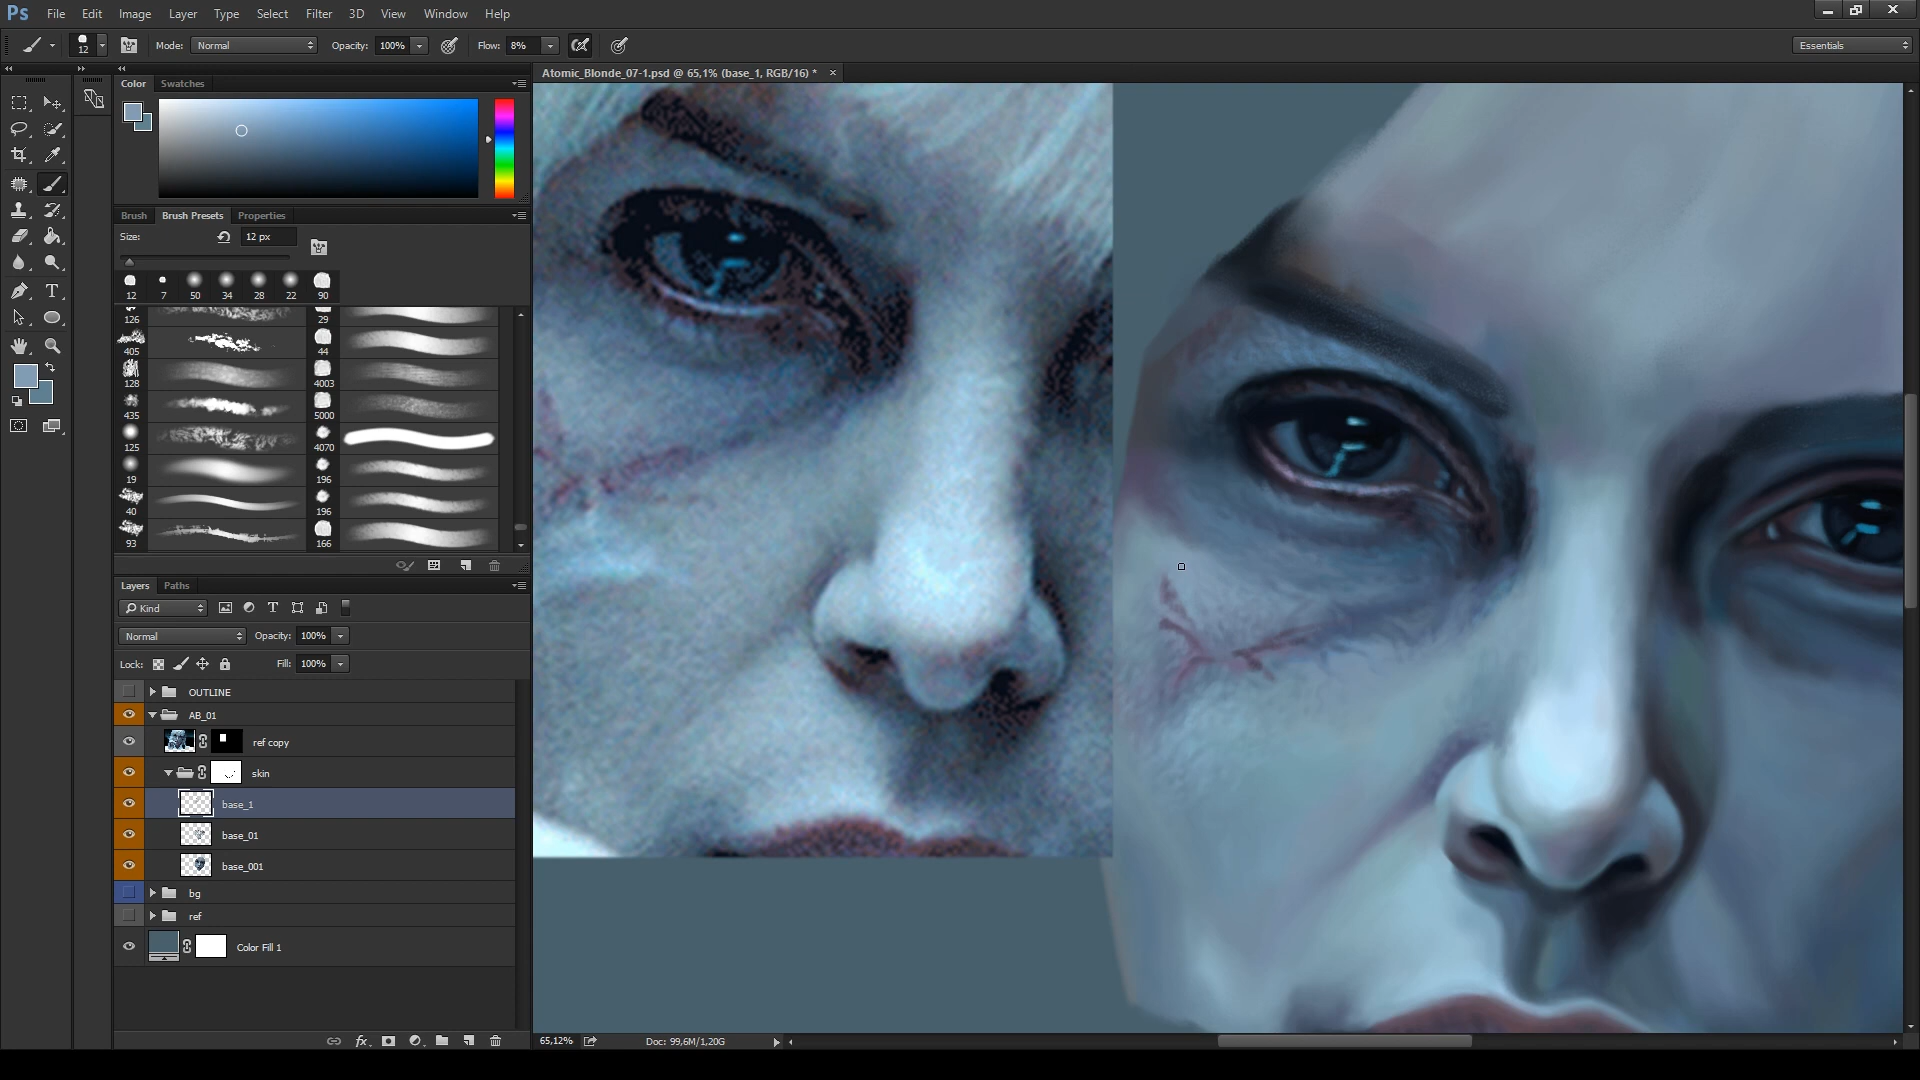 Ps File Edit Image Layer Type Select Filter 3D View Window Help
12 Mode: Normal Opacity: 100% Flow: 8% Essentials
Color Swatches
Atomic_Blonde_07-1.psd @ 65,1% (base_1, RGB/16) * ×
Brush Brush Presets Properties
Size: 12 px
12 7 50 34 28 22 90
126 29
405 44
128 4003
435 5000
125 4070
19 196
40 196
93 166
Layers Paths
Kind
Normal Opacity: 100%
Lock: Fill: 100%
OUTLINE
AB_01
ref copy
skin
base_1
base_01
base_001
bg
ref
Color Fill 1
fx
65,12% Doc: 99,6M/1,20G